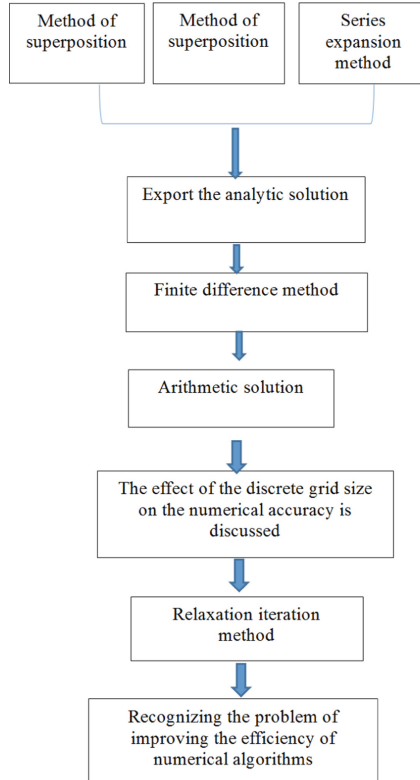 Method of
superposition
Method of
superposition
Series
expansion
method
Export the analytic solution
Finite difference method
Arithmetic solution
The effect of the discrete grid size
on the numerical accuracy is
discussed
Relaxation iteration
method
Recognizing the problem of
improving the efficiency of
numerical algorithms